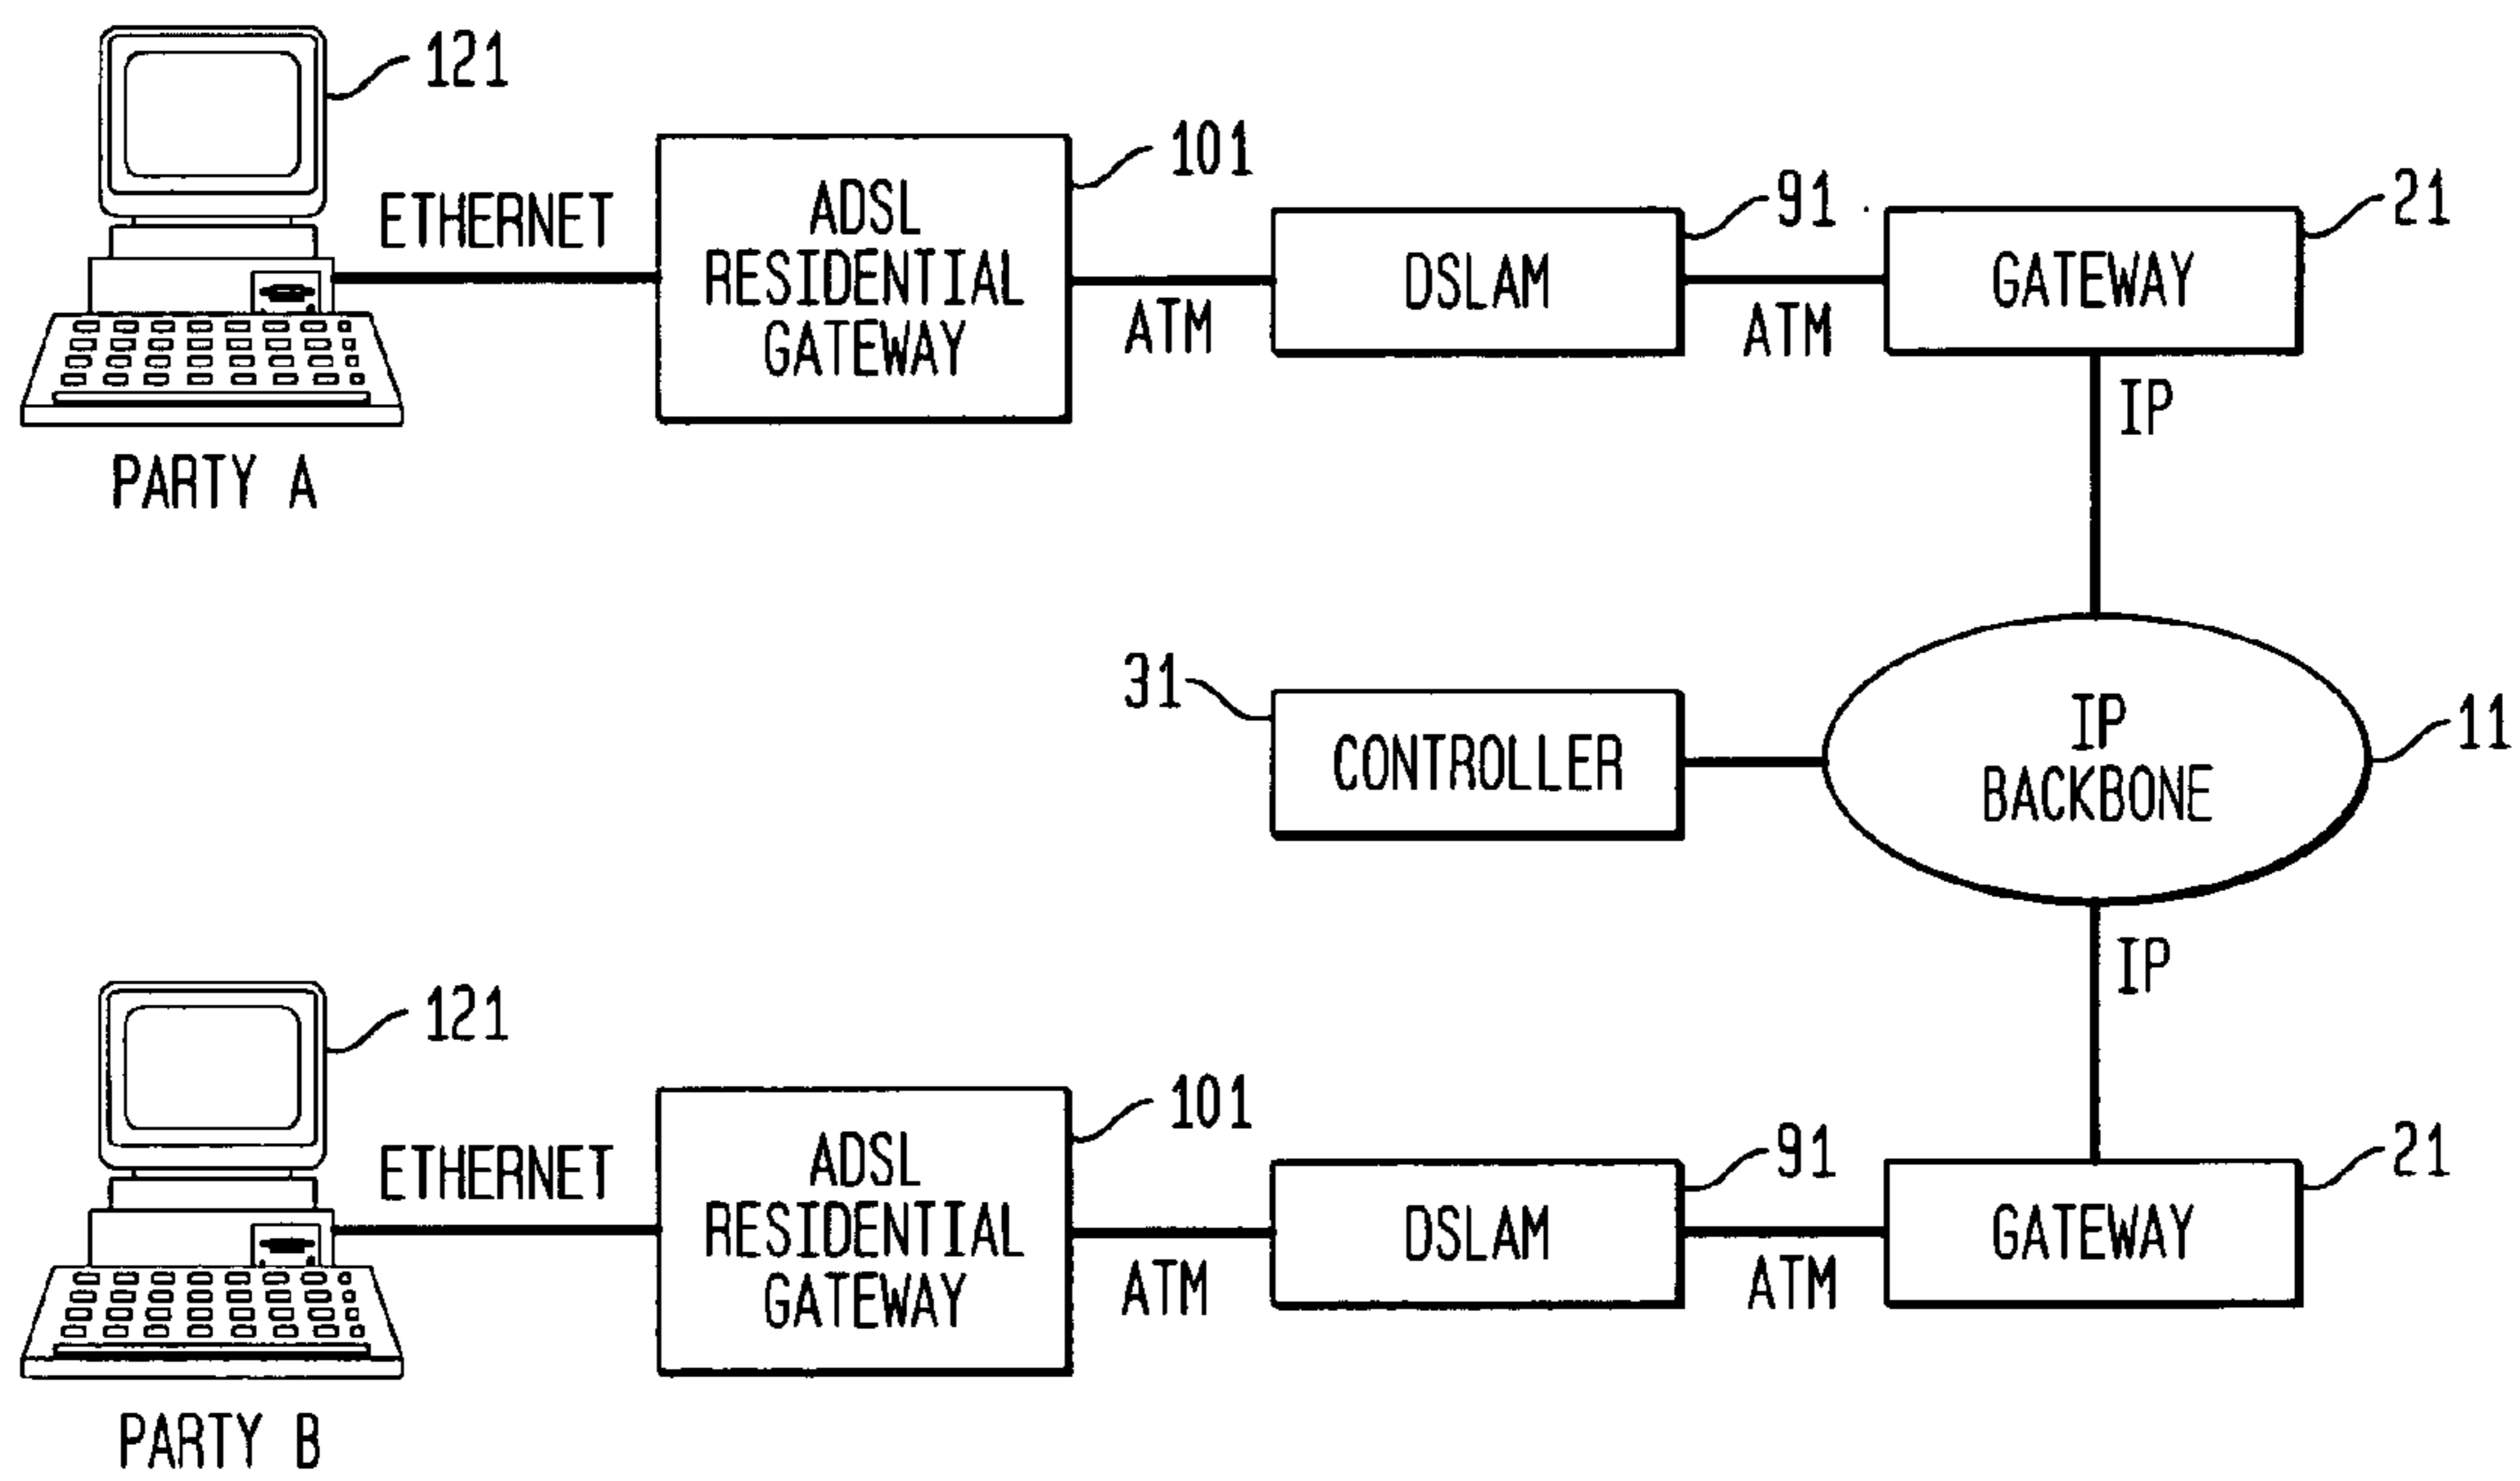 121
ETHERNET
ADSL
RESIDENTIAL
GATEWAY
101
ATM
DSLAM
91
ATM
GATEWAY
21
IP
PARTY A
31
CONTROLLER
IP
BACKBONE
11
IP
121
ETHERNET
ADSL
RESIDENTIAL
GATEWAY
101
ATM
DSLAM
91
ATM
GATEWAY
21
PARTY B